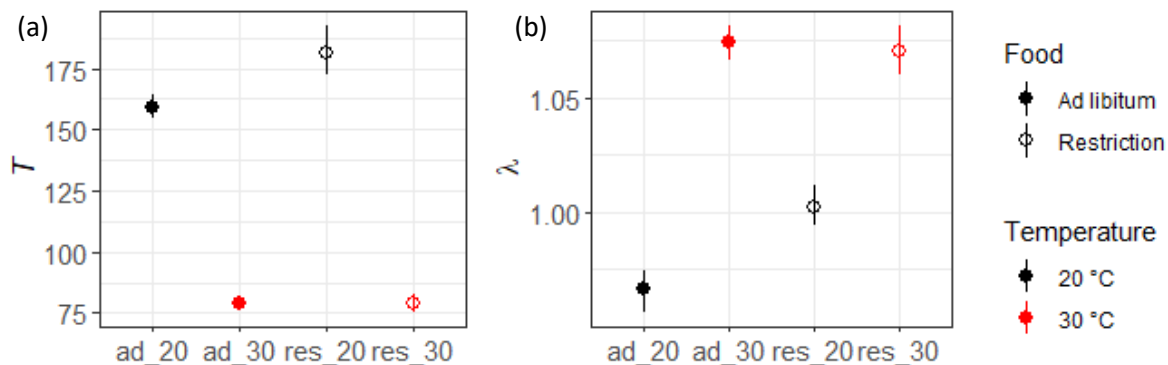 (a)
T
175
150
125
100
75
ad_20 ad_30 res_20 res_30
(b)
λ
1.05
1.00
ad_20 ad_30 res_20 res_30
Food
Ad libitum
Restriction
Temperature
20 °C
30 °C